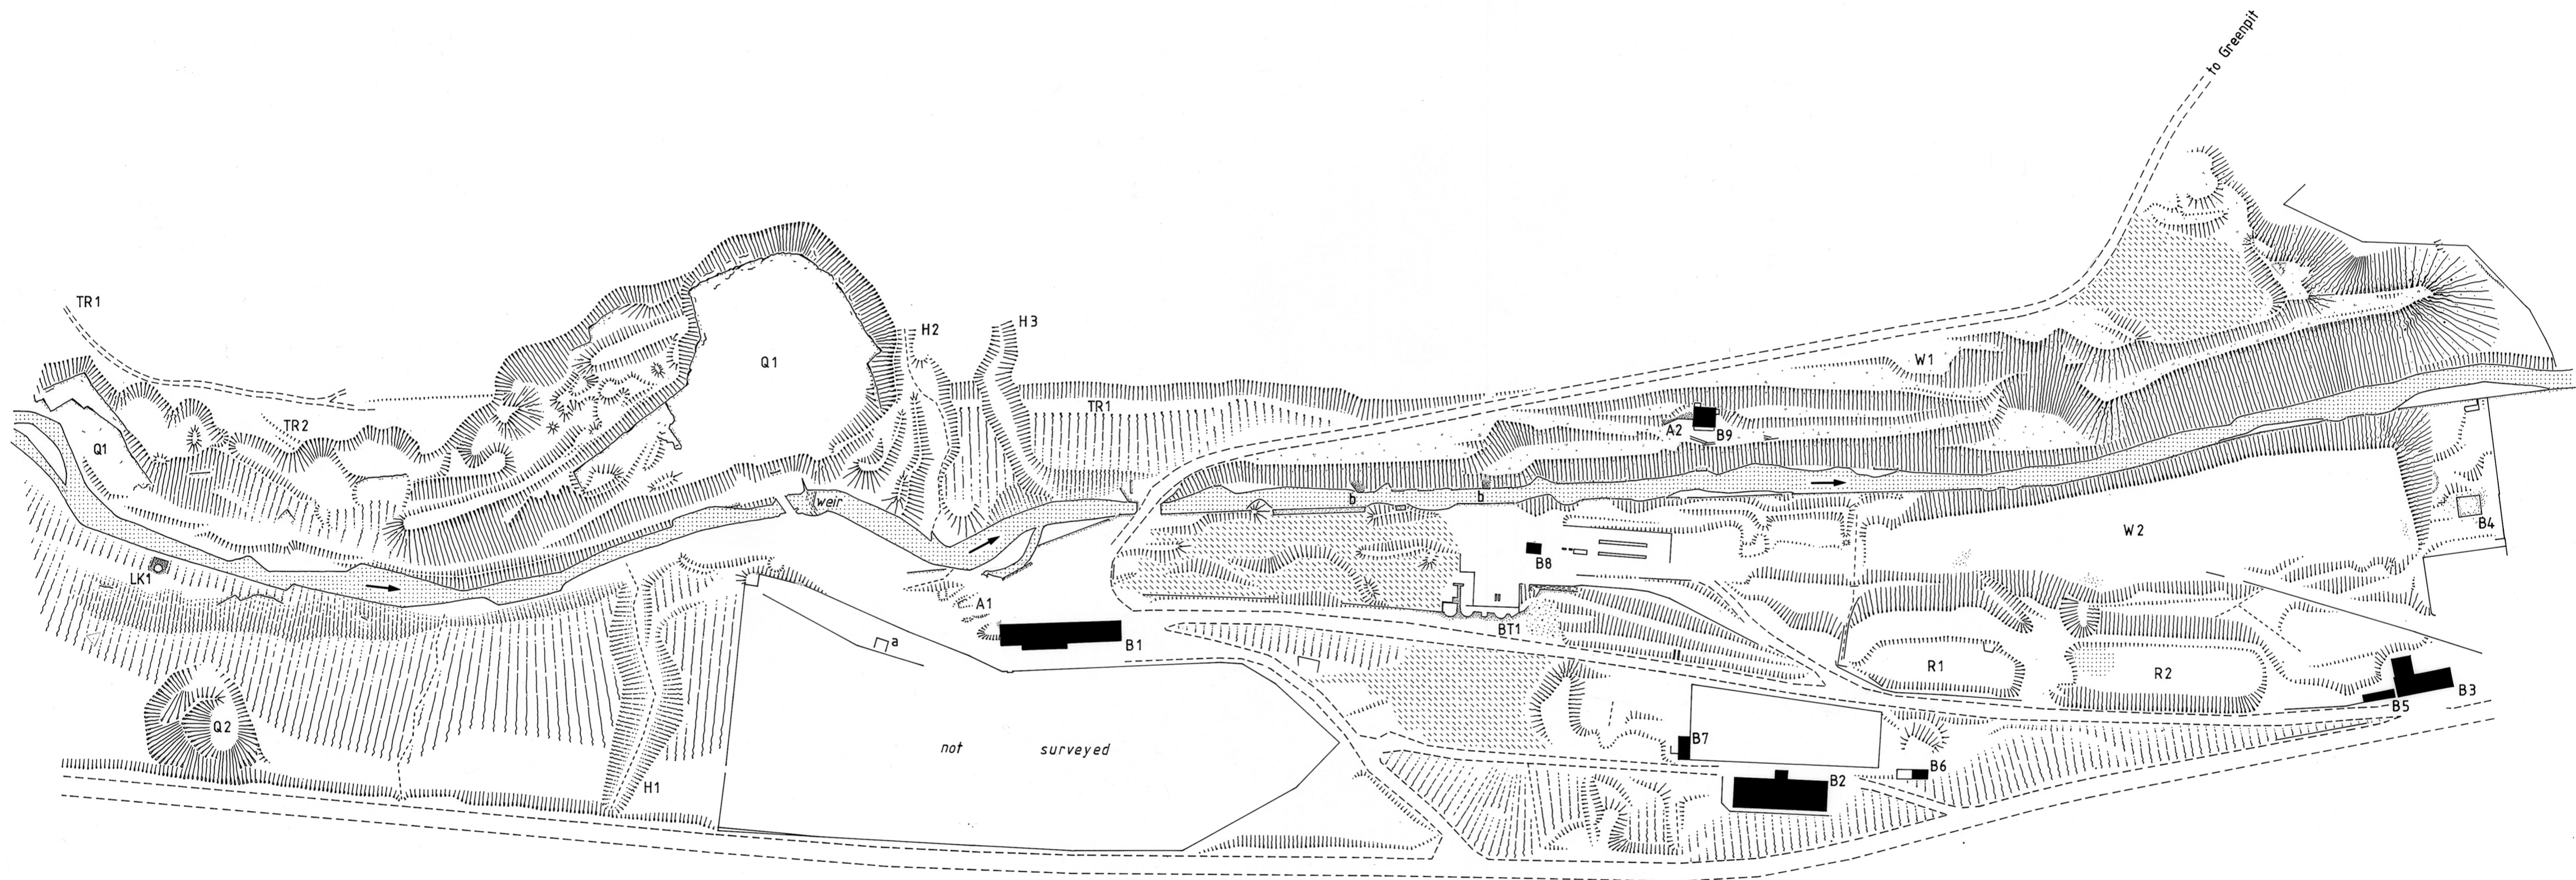 to Greenpit
TR1
H2
H3
W1
Q1
TR1
TR2
A2
B9
Q1
b
b
weir
B4
W2
B8
LK1
A1
BT1
a
B1
R1
R2
B3
B5
Q2
B7
not surveyed
B6
B2
H1